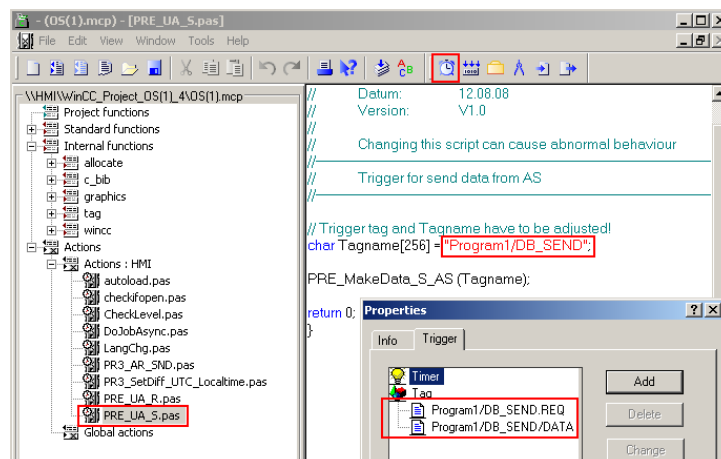 - (OS(1).mcp) - [PRE_UA_S.pas]
File Edit View Window Tools Help
\\HMI\WinCC_Project_OS(1)_4\OS(1).mcp
Project functions
Standard functions
Internal functions
allocate
c_bib
graphics
tag
wincc
Actions
Actions : HMI
autoload.pas
checkifopen.pas
CheckLevel.pas
DoJobAsync.pas
LangChg.pas
PR3_AR_SND.pas
PR3_SetDiff_UTC_Localtime.pas
PRE_UA_R.pas
PRE_UA_S.pas
Global actions
// Datum: 12.08.08
// Version: V1.0
//
// Changing this script can cause abnormal behaviour
//
// Trigger for send data from AS
//
// Trigger tag and Tagname have to be adjusted!
char Tagname[256] = "Program1/DB_SEND";
PRE_MakeData_S_AS (Tagname);
return 0;
}
Properties
Info Trigger
Timer
Tag
Program1/DB_SEND.REQ
Program1/DB_SEND/DATA
Add
Delete
Change